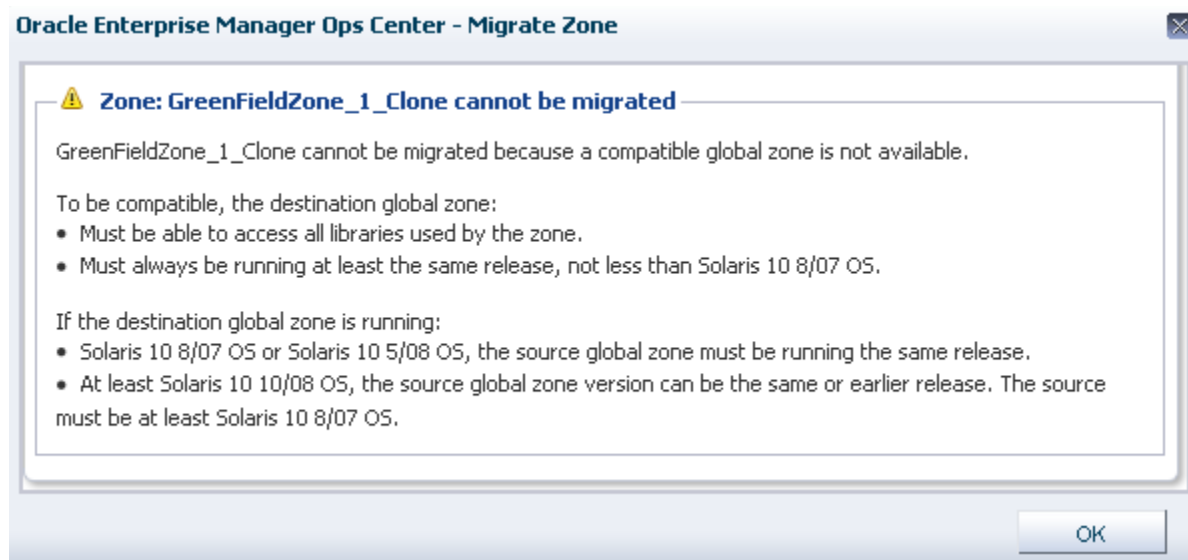 Oracle Enterprise Manager Ops Center - Migrate Zone
Zone: GreenFieldZone_1_Clone cannot be migrated
GreenFieldZone_1_Clone cannot be migrated because a compatible global zone is not available.
To be compatible, the destination global zone:
• Must be able to access all libraries used by the zone.
• Must always be running at least the same release, not less than Solaris 10 8/07 OS.
If the destination global zone is running:
• Solaris 10 8/07 OS or Solaris 10 5/08 OS, the source global zone must be running the same release.
• At least Solaris 10 10/08 OS, the source global zone version can be the same or earlier release. The source
must be at least Solaris 10 8/07 OS.
OK